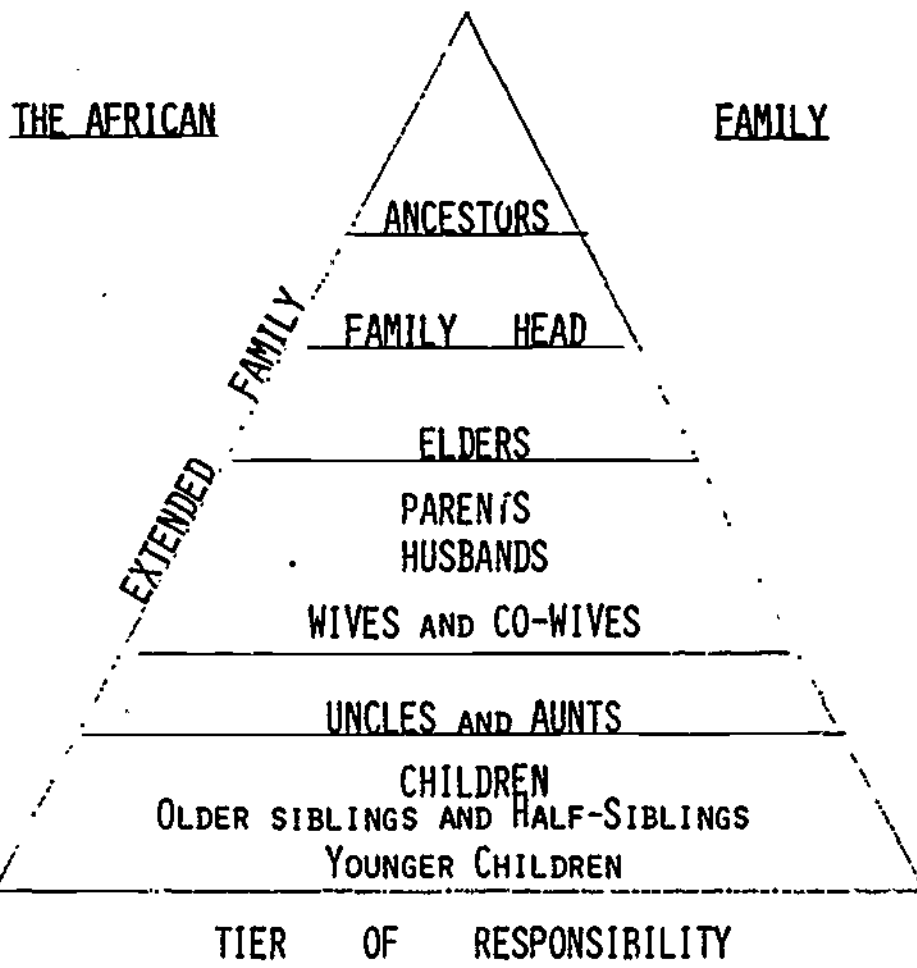 THE AFRICAN FAMILY
ANCESTORS
FAMILY HEAD
ELDERS
PARENTS
HUSBANDS
WIVES AND CO-WIVES
UNCLES AND AUNTS
CHILDREN
OLDER SIBLINGS AND HALF-SIBLINGS
YOUNGER CHILDREN
EXTENDED FAMILY
TIER OF RESPONSIBILITY